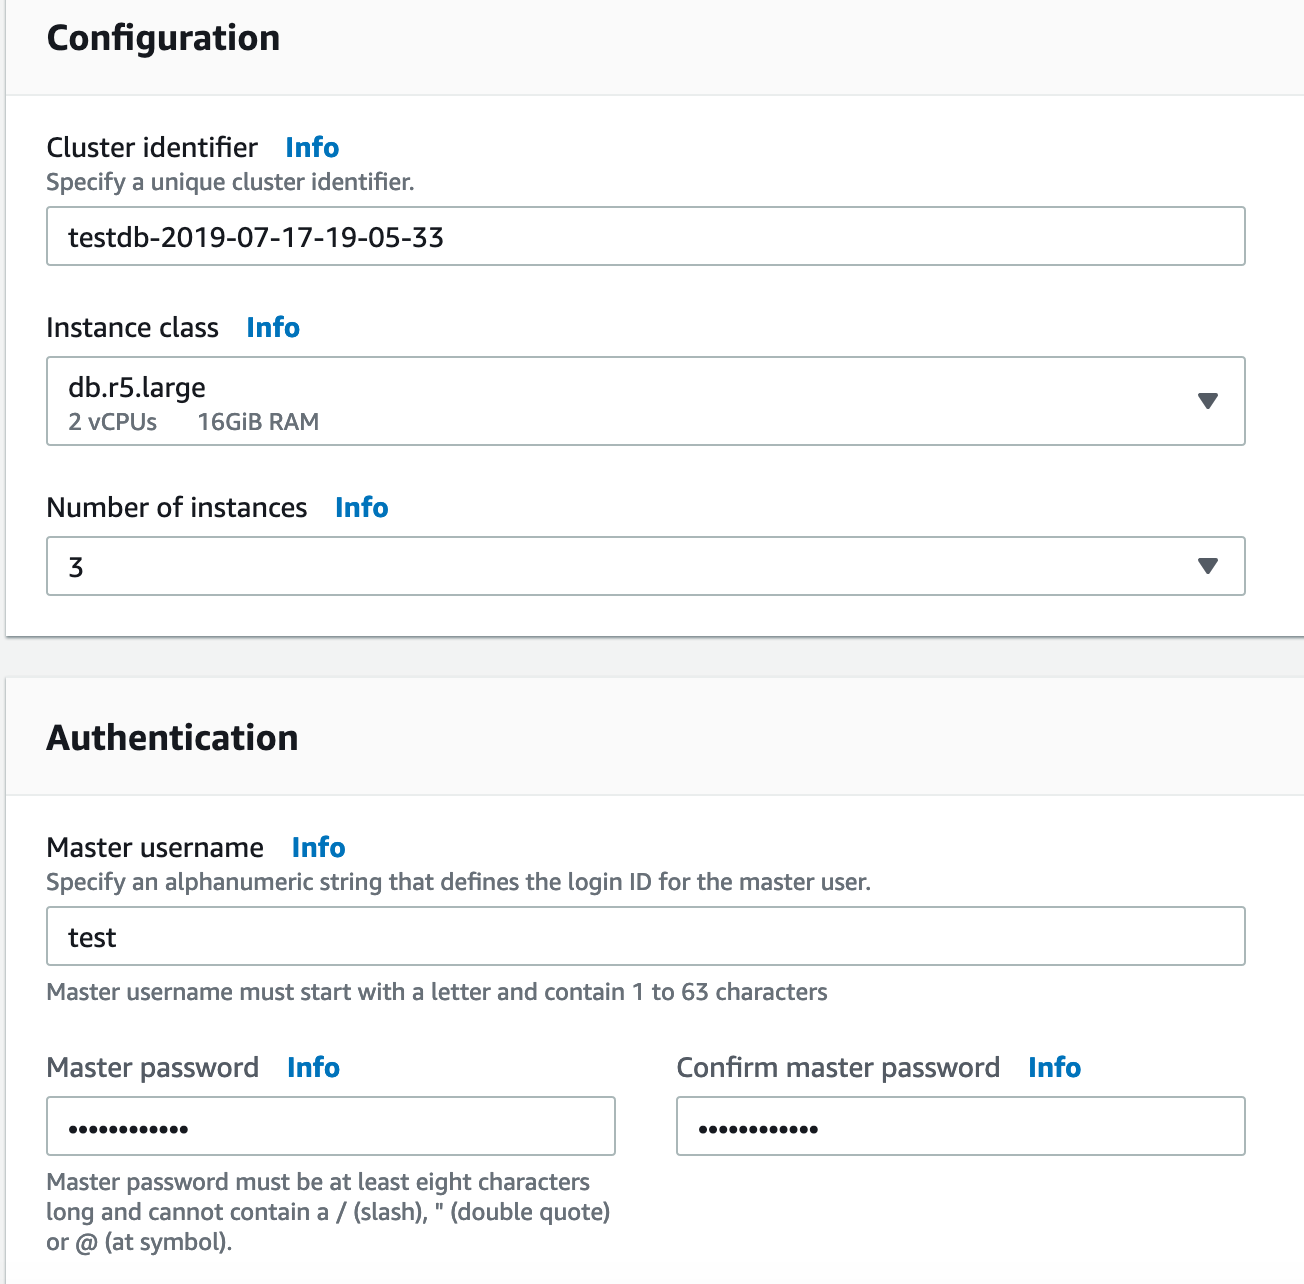 Configuration
Cluster identifier Info
Specify a unique cluster identifier.
testdb-2019-07-17-19-05-33
Instance class Info
db.r5.large
2 vCPUs 16GiB RAM
Number of instances Info
3
Authentication
Master username Info
Specify an alphanumeric string that defines the login ID for the master user.
test
Master username must start with a letter and contain 1 to 63 characters
Master password Info Confirm master password Info
•••••••••••• ••••••••••••
Master password must be at least eight characters
long and cannot contain a / (slash), " (double quote)
or @ (at symbol).